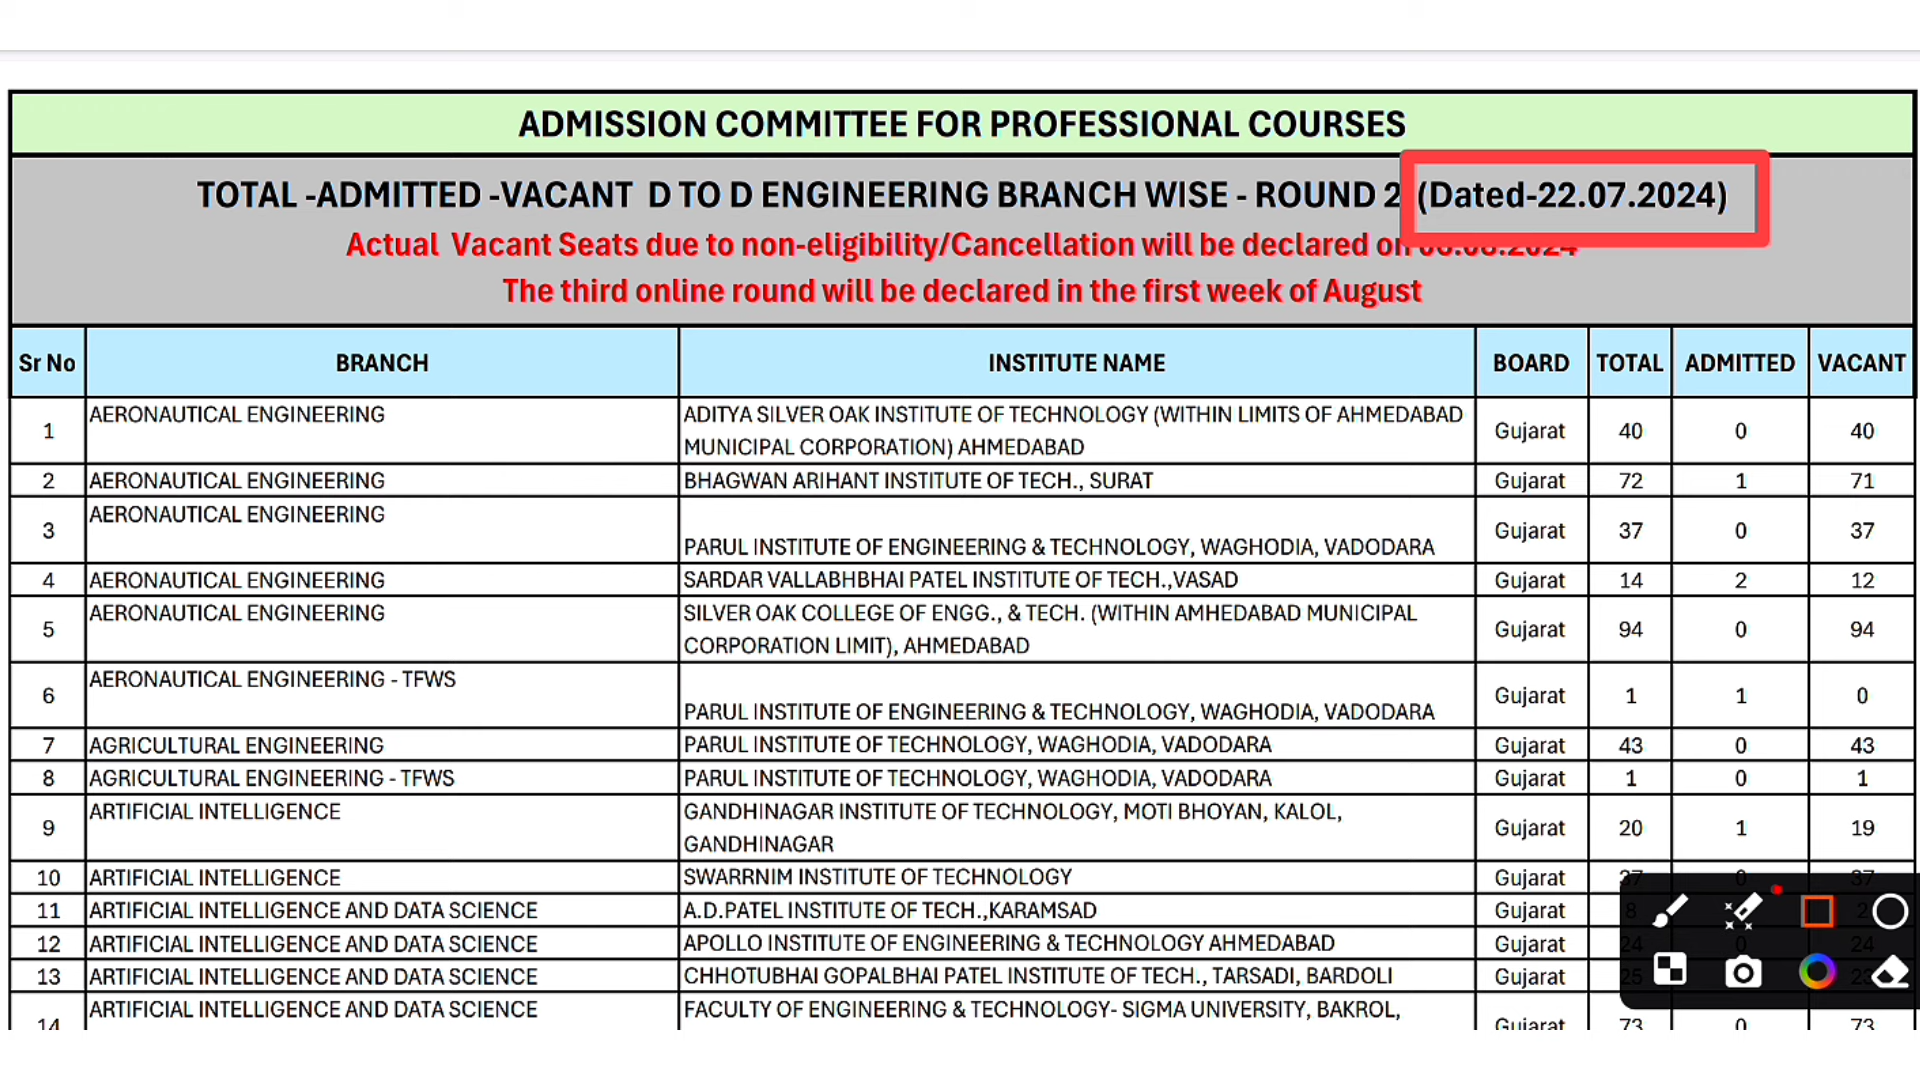 ADMISSION COMMITTEE FOR PROFESSIONAL COURSES
TOTAL -ADMITTED -VACANT D TO D ENGINEERING BRANCH WISE - ROUND 2 (Dated-22.07.2024)
Actual Vacant Seats due to non-eligibility/Cancellation will be declared on
The third online round will be declared in the first week of August
Sr No BRANCH INSTITUTE NAME BOARD TOTAL ADMITTED VACANT
1 AERONAUTICAL ENGINEERING ADITYA SILVER OAK INSTITUTE OF TECHNOLOGY (WITHIN LIMITS OF AHMEDABAD
MUNICIPAL CORPORATION) AHMEDABAD Gujarat 40 0 40
2 AERONAUTICAL ENGINEERING BHAGWAN ARIHANT INSTITUTE OF TECH., SURAT Gujarat 72 1 71
3 AERONAUTICAL ENGINEERING PARUL INSTITUTE OF ENGINEERING & TECHNOLOGY, WAGHODIA, VADODARA Gujarat 37 0 37
4 AERONAUTICAL ENGINEERING SARDAR VALLABHBHAI PATEL INSTITUTE OF TECH.,VASAD Gujarat 14 2 12
5 AERONAUTICAL ENGINEERING SILVER OAK COLLEGE OF ENGG., & TECH. (WITHIN AMHEDABAD MUNICIPAL
CORPORATION LIMIT), AHMEDABAD Gujarat 94 0 94
6 AERONAUTICAL ENGINEERING - TFWS PARUL INSTITUTE OF ENGINEERING & TECHNOLOGY, WAGHODIA, VADODARA Gujarat 1 1 0
7 AGRICULTURAL ENGINEERING PARUL INSTITUTE OF TECHNOLOGY, WAGHODIA, VADODARA Gujarat 43 0 43
8 AGRICULTURAL ENGINEERING - TFWS PARUL INSTITUTE OF TECHNOLOGY, WAGHODIA, VADODARA Gujarat 1 0 1
9 ARTIFICIAL INTELLIGENCE GANDHINAGAR INSTITUTE OF TECHNOLOGY, MOTI BHOYAN, KALOL,
GANDHINAGAR Gujarat 20 1 19
10 ARTIFICIAL INTELLIGENCE SWARRNIM INSTITUTE OF TECHNOLOGY Gujarat 37 0 37
11 ARTIFICIAL INTELLIGENCE AND DATA SCIENCE A.D.PATEL INSTITUTE OF TECH.,KARAMSAD Gujarat
12 ARTIFICIAL INTELLIGENCE AND DATA SCIENCE APOLLO INSTITUTE OF ENGINEERING & TECHNOLOGY AHMEDABAD Gujarat 24 0 24
13 ARTIFICIAL INTELLIGENCE AND DATA SCIENCE CHHOTUBHAI GOPALBHAI PATEL INSTITUTE OF TECH., TARSADI, BARDOLI Gujarat 25
14 ARTIFICIAL INTELLIGENCE AND DATA SCIENCE FACULTY OF ENGINEERING & TECHNOLOGY- SIGMA UNIVERSITY, BAKROL,
Gujarat 73 0 73